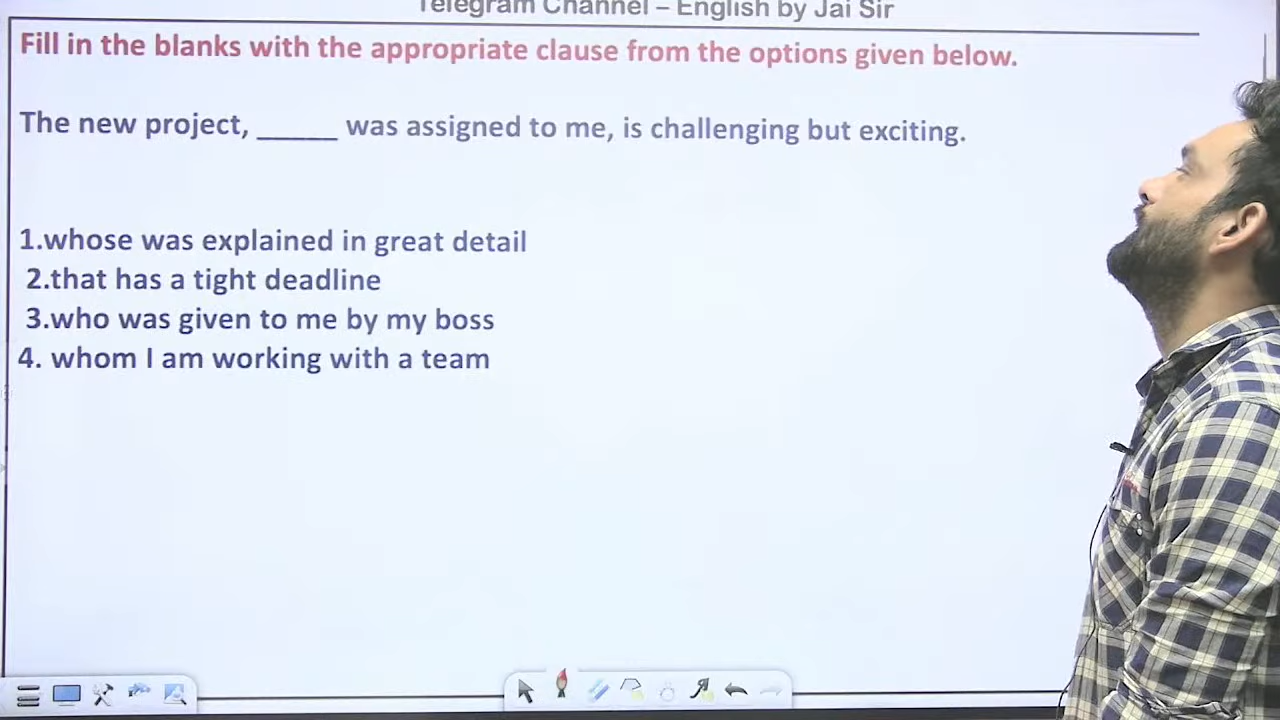 Telegram Channel – English by Jai Sir
Fill in the blanks with the appropriate clause from the options given below.
The new project, _____ was assigned to me, is challenging but exciting.
1.whose was explained in great detail
2.that has a tight deadline
3.who was given to me by my boss
4. whom I am working with a team